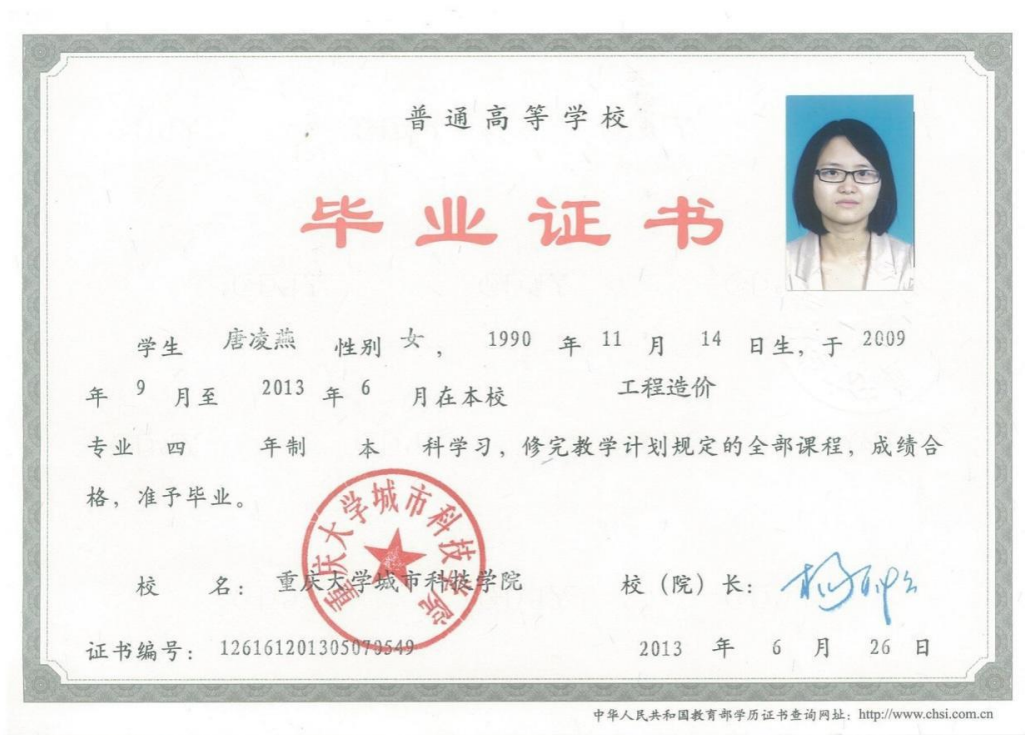 普通高等学校
毕业证书
学生 唐凌燕 性别 女, 1990 年 11 月 14 日生, 于 2009
年 9 月至 2013 年 6 月在本校 工程造价
专业 四 年制 本 科学习, 修完教学计划规定的全部课程, 成绩合
格, 准予毕业。
重庆大学城市科技学院
校 名: 重庆大学城市科技学院 校(院)长:
证书编号: 126161201305070549 2013 年 6 月 26 日
中华人民共和国教育部学历证书查询网址: http://www.chsi.com.cn